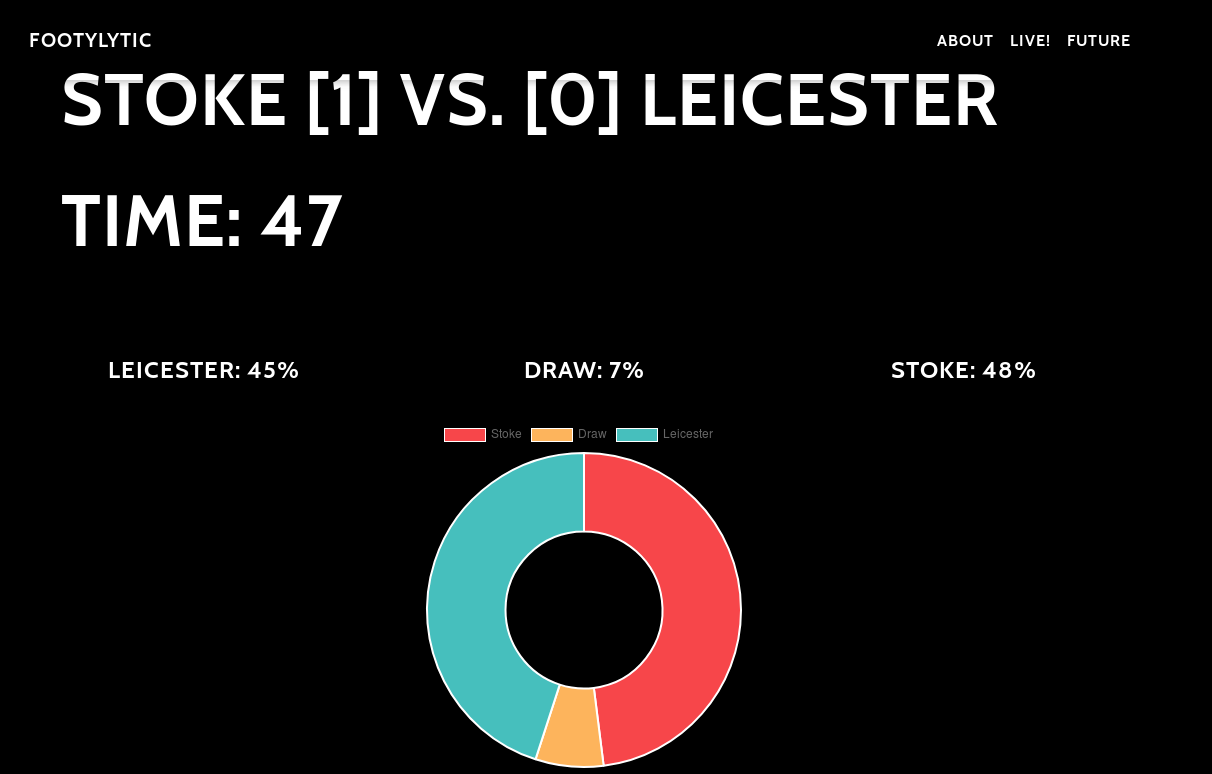 FOOTYLYTIC
ABOUT LIVE! FUTURE
STOKE [1] VS. [0] LEICESTER
TIME: 47
LEICESTER: 45% DRAW: 7% STOKE: 48%
Stoke Draw Leicester